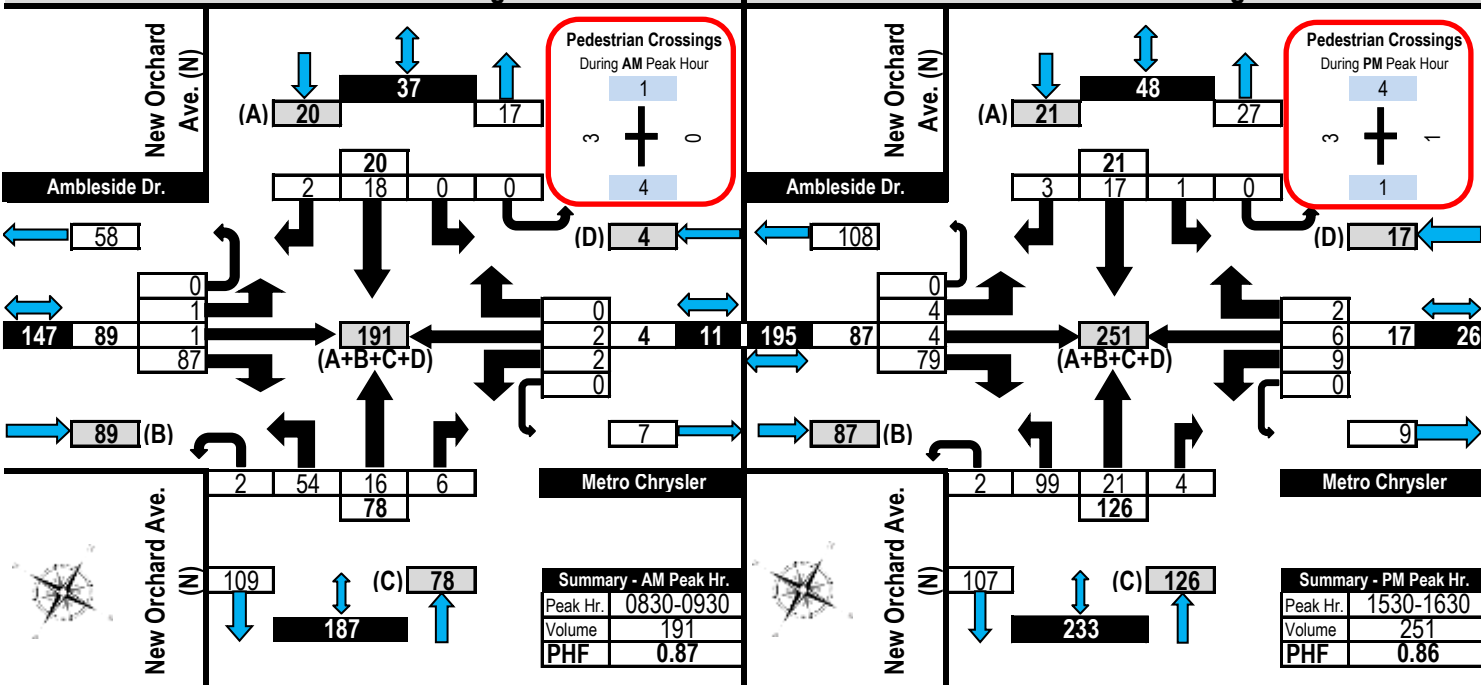 New Orchard
Ave. (N)
Pedestrian Crossings
During AM Peak Hour
1
3
0
4
37
(A) 20
17
20
2 18 0 0
Ambleside Dr.
58
(D) 4
0
1
147 89 1
87
191
(A+B+C+D)
0
2 4 11
2
0
89 (B)
7
2 54 16 6
78
Metro Chrysler
New Orchard Ave.
(N)
109
(C) 78
187
Summary - AM Peak Hr.
Peak Hr. 0830-0930
Volume 191
PHF 0.87
New Orchard
Ave. (N)
Pedestrian Crossings
During PM Peak Hour
4
3
1
1
48
(A) 21
27
21
3 17 1 0
Ambleside Dr.
108
(D) 17
0
4
195 87 4
79
251
(A+B+C+D)
2
6 17 26
9
0
87 (B)
9
2 99 21 4
126
Metro Chrysler
New Orchard Ave.
(N)
107
(C) 126
233
Summary - PM Peak Hr.
Peak Hr. 1530-1630
Volume 251
PHF 0.86